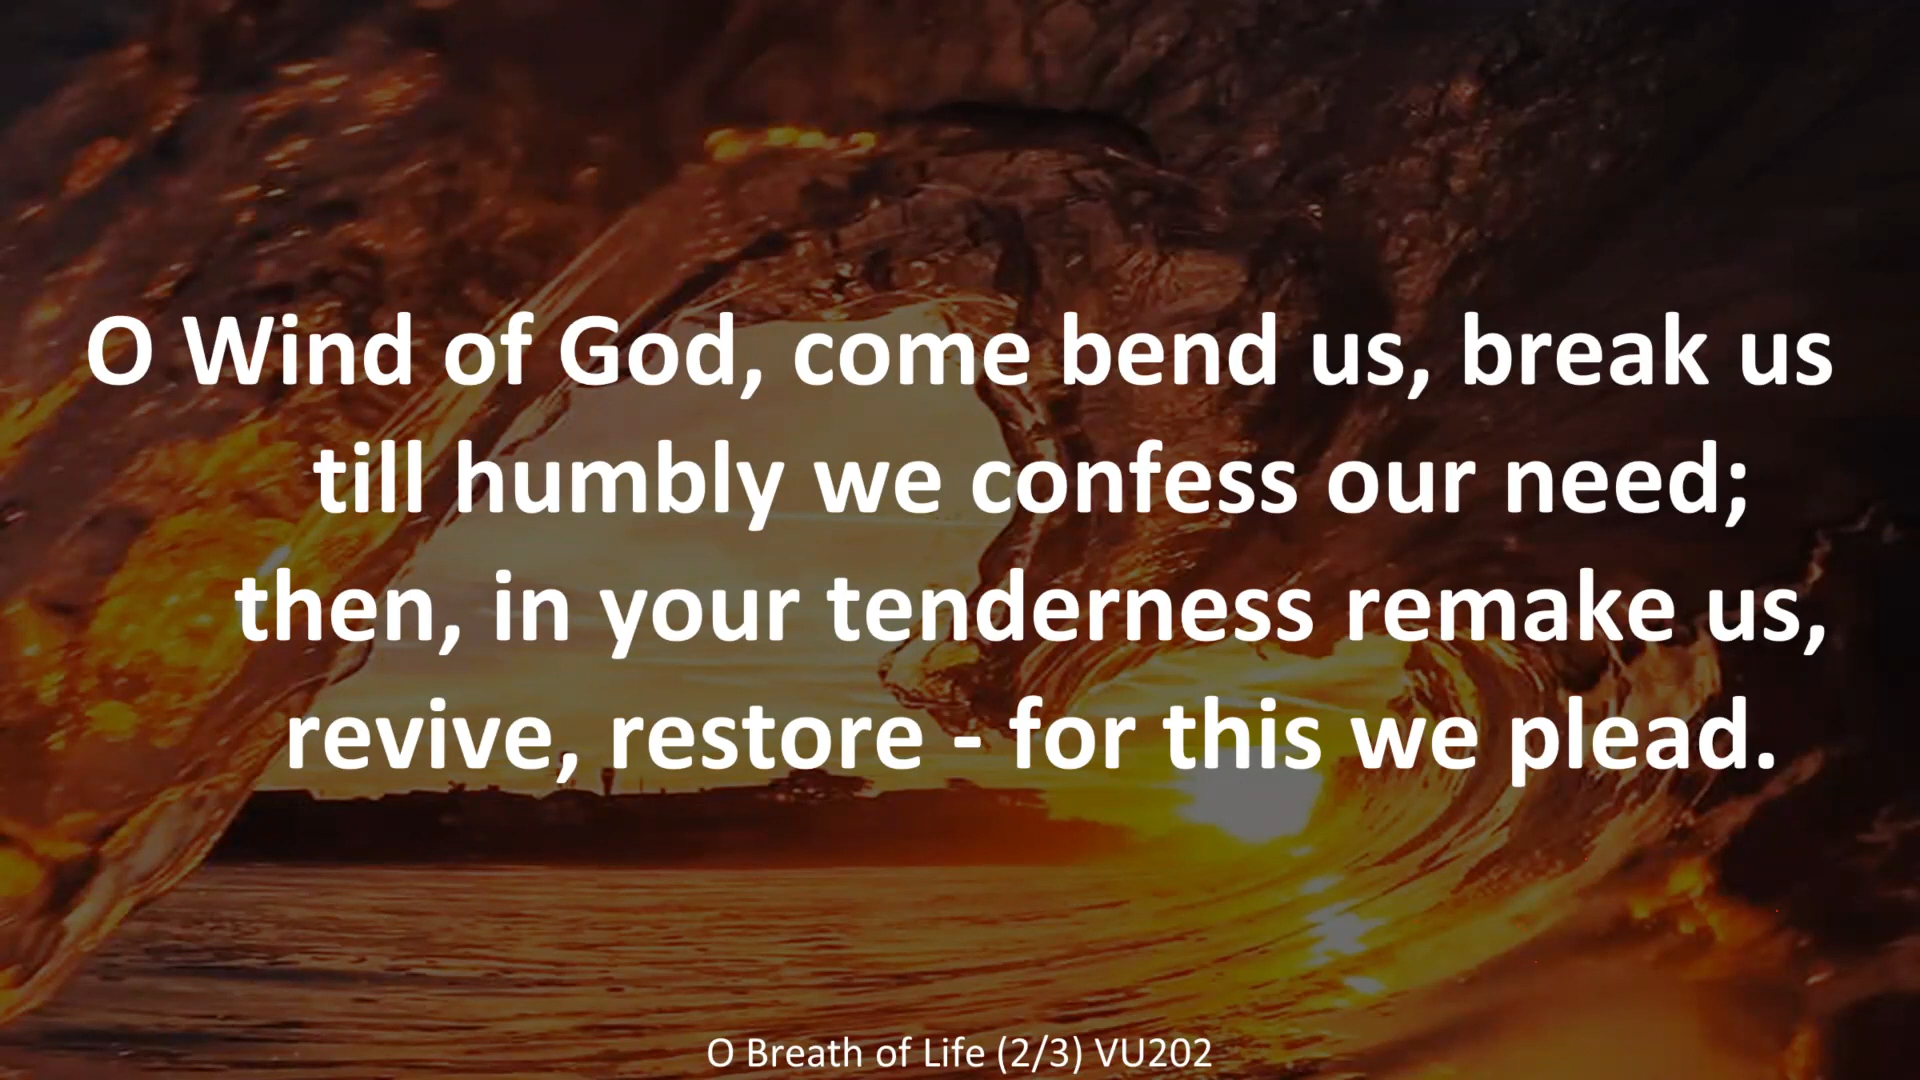 O Wind of God, come bend us, break us
till humbly we confess our need;
then, in your tenderness remake us,
revive, restore - for this we plead.
O Breath of Life (2/3) VU202